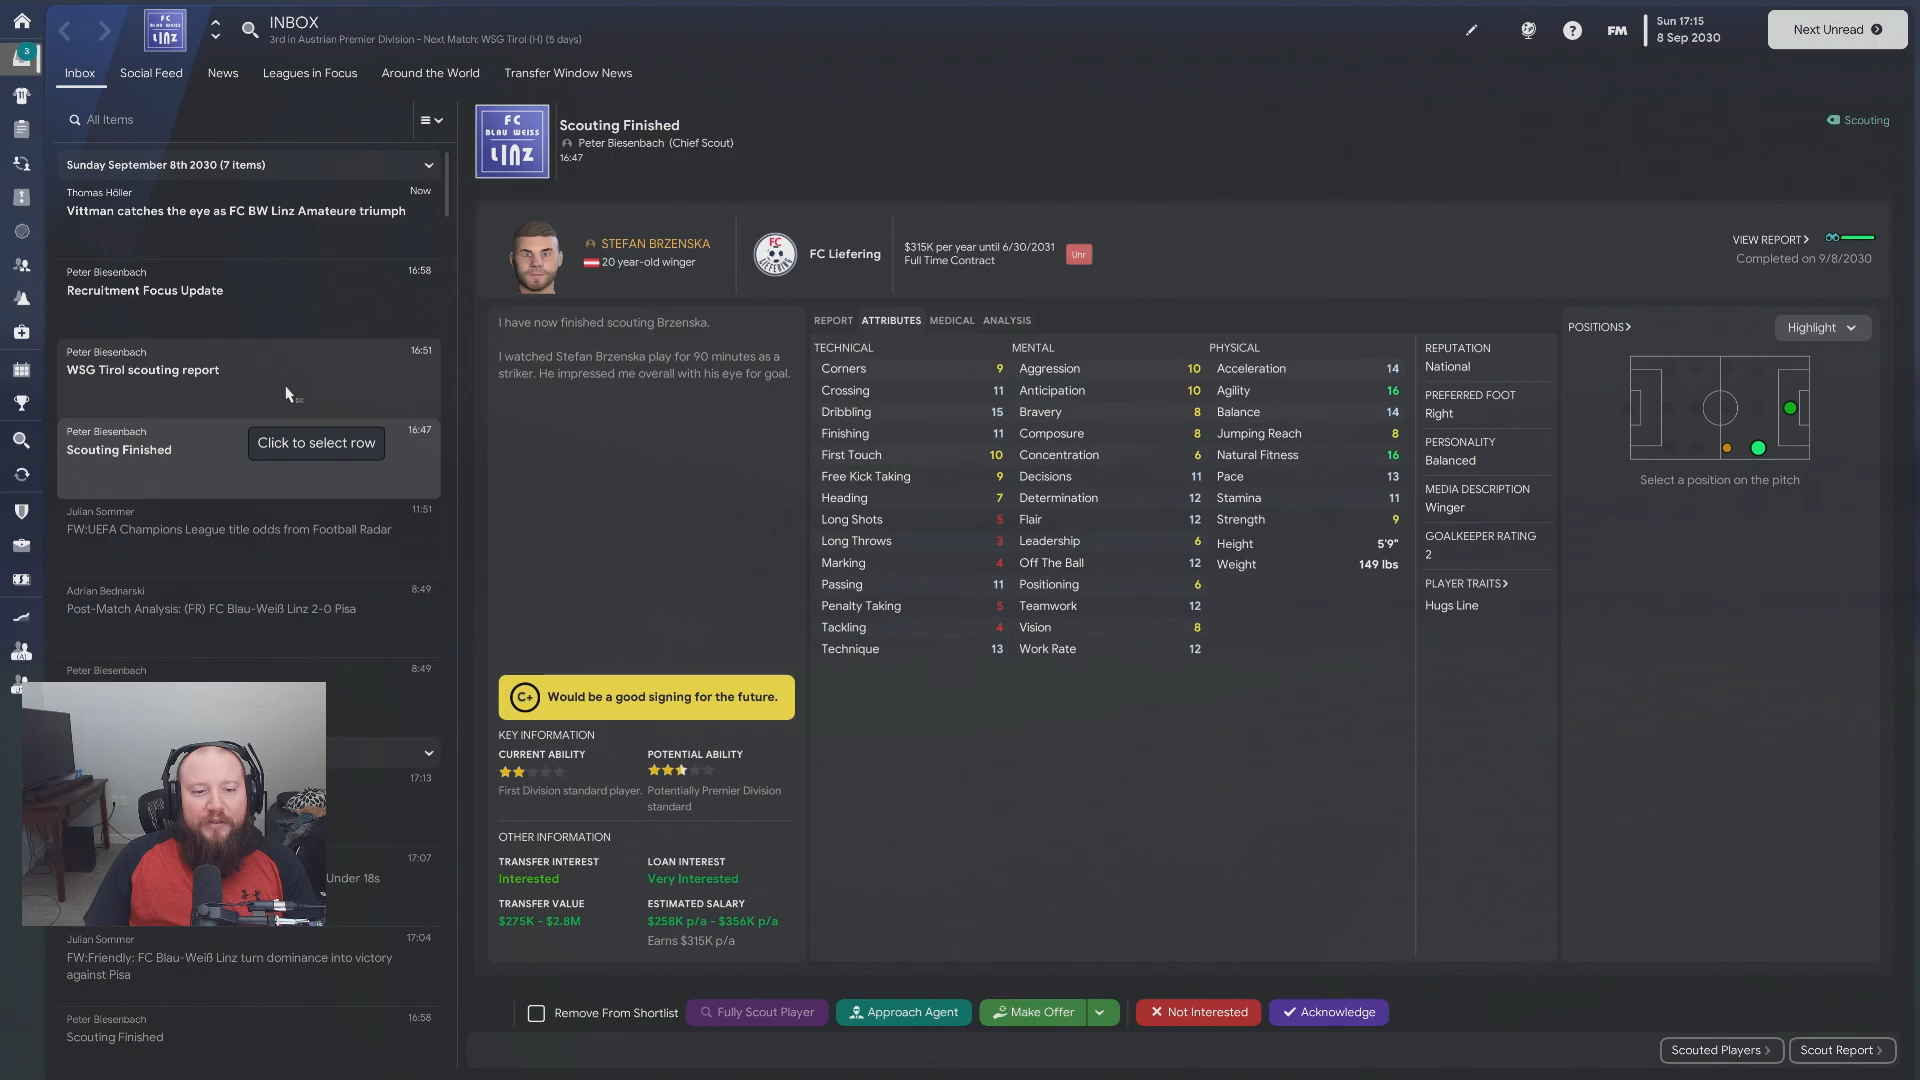 FC
BLAU WEISS
LINZ
INBOX
3rd in Austrian Premier Division - Next Match: WSG Tirol (H) (5 days)
FM
Sun 17:15
8 Sep 2030
Next Unread
3
Inbox
Social Feed
News
Leagues in Focus
Around the World
Transfer Window News
All Items
Sunday September 8th 2030 (7 items)
Thomas Höller
Now
Vittman catches the eye as FC BW Linz Amateure triumph
Peter Biesenbach
16:58
Recruitment Focus Update
Peter Biesenbach
16:51
WSG Tirol scouting report
Peter Biesenbach
16:47
Scouting Finished
Click to select row
Julian Sommer
11:51
FW:UEFA Champions League title odds from Football Radar
Adrian Bednarski
8:49
Post-Match Analysis: (FR) FC Blau-Weiß Linz 2-0 Pisa
Peter Biesenbach
8:49
17:13
17:07
Under 18s
Julian Sommer
17:04
FW:Friendly: FC Blau-Weiß Linz turn dominance into victory
against Pisa
Peter Biesenbach
16:58
Scouting Finished
FC
BLAU WEISS
LINZ
Scouting Finished
Peter Biesenbach (Chief Scout)
16:47
Scouting
STEFAN BRZENSKA
20 year-old winger
FC
LIEFERING
FC Liefering
$315K per year until 6/30/2031
Full Time Contract
Unr
VIEW REPORT
Completed on 9/8/2030
I have now finished scouting Brzenska.
I watched Stefan Brzenska play for 90 minutes as a
striker. He impressed me overall with his eye for goal.
C+ Would be a good signing for the future.
KEY INFORMATION
CURRENT ABILITY
POTENTIAL ABILITY
First Division standard player.
Potentially Premier Division
standard
OTHER INFORMATION
TRANSFER INTEREST
LOAN INTEREST
Interested
Very Interested
TRANSFER VALUE
ESTIMATED SALARY
$275K - $2.8M
$258K p/a - $356K p/a
Earns $315K p/a
REPORT ATTRIBUTES MEDICAL ANALYSIS
TECHNICAL
Corners 9
Crossing 11
Dribbling 15
Finishing 11
First Touch 10
Free Kick Taking 9
Heading 7
Long Shots 5
Long Throws 3
Marking 4
Passing 11
Penalty Taking 5
Tackling 4
Technique 13
MENTAL
Aggression 10
Anticipation 10
Bravery 8
Composure 8
Concentration 6
Decisions 11
Determination 12
Flair 12
Leadership 6
Off The Ball 12
Positioning 6
Teamwork 12
Vision 8
Work Rate 12
PHYSICAL
Acceleration 14
Agility 16
Balance 14
Jumping Reach 8
Natural Fitness 16
Pace 13
Stamina 11
Strength 9
Height 5'9"
Weight 149 lbs
REPUTATION
National
PREFERRED FOOT
Right
PERSONALITY
Balanced
MEDIA DESCRIPTION
Winger
GOALKEEPER RATING
2
PLAYER TRAITS
Hugs Line
POSITIONS
Highlight
Select a position on the pitch
Remove From Shortlist
Fully Scout Player
Approach Agent
Make Offer
Not Interested
Acknowledge
Scouted Players
Scout Report